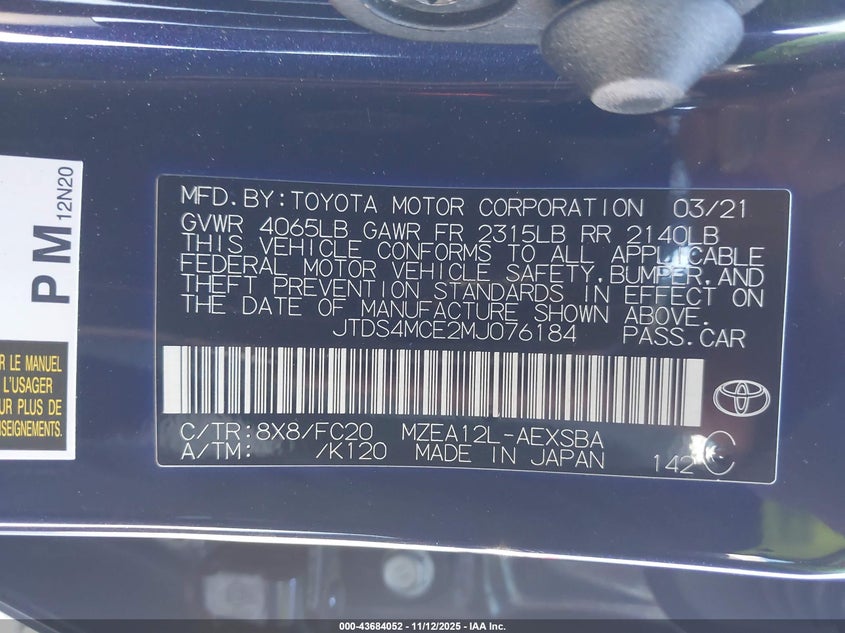 MFD.BY:TOYOTA MOTOR CORPORATION 03/21
GVWR 4065LB GAWR FR 2315LB RR 2140LB
THIS VEHICLE CONFORMS TO ALL APPLICABLE
FEDERAL MOTOR VEHICLE SAFETY,BUMPER,AND
THEFT PREVENTION STANDARDS IN EFFECT ON
THE DATE OF MANUFACTURE SHOWN ABOVE.
JTDS4MCE2MJ076184 PASS.CAR
C/TR:8X8/FC20 MZEA12L-AEXSBA
A/TM: /K120 MADE IN JAPAN 142 C
PM 12N20
LE MANUEL
L'USAGER
PLUS DE
000-43684052 - 11/12/2025 - IAA Inc.